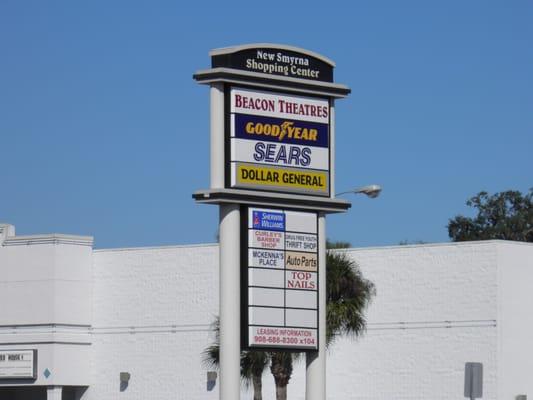 New Smyrna
Shopping Center
BEACON THEATRES
GOODYEAR
SEARS
DOLLAR GENERAL
SHERWIN
WILLIAMS
CURLEY'S
BARBER
SHOP
DRUG FREE YOUTH
THRIFT SHOP
MCKENNA'S
PLACE
Auto Parts
TOP
NAILS
LEASING INFORMATION
908-688-8300 x104
HOUSE